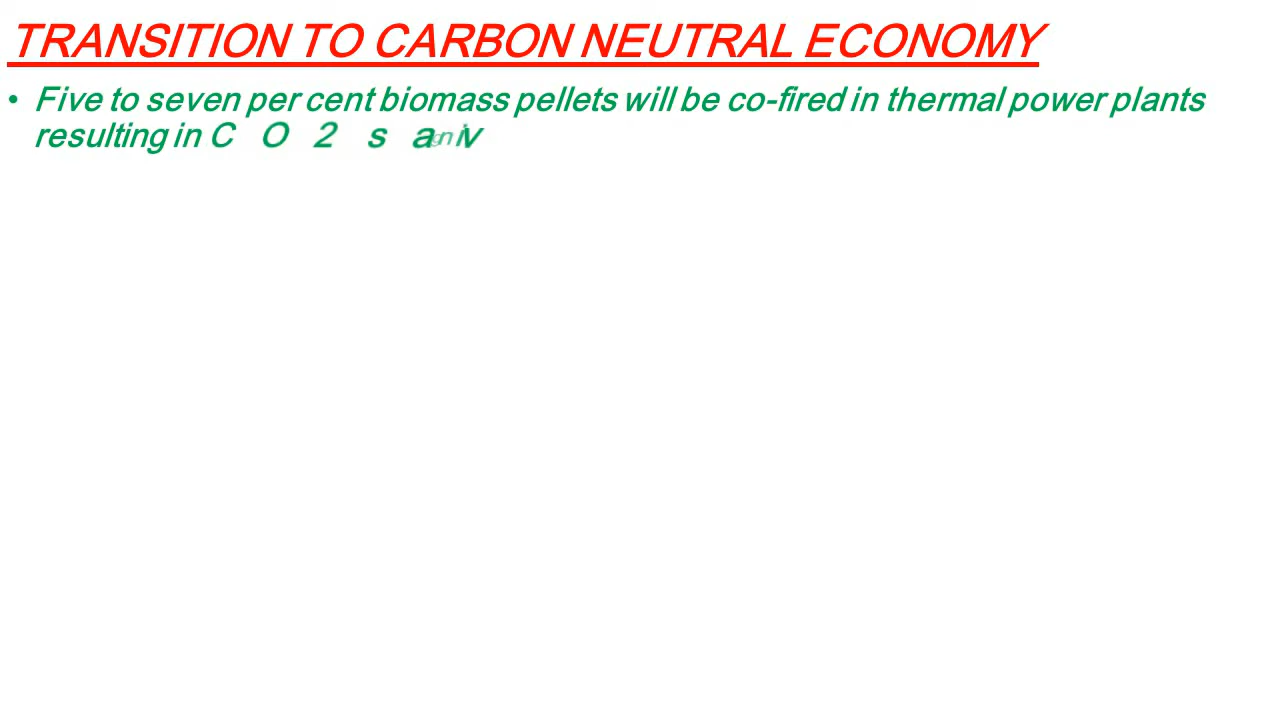 TRANSITION TO CARBON NEUTRAL ECONOMY
• Five to seven per cent biomass pellets will be co-fired in thermal power plants
resulting in C O 2